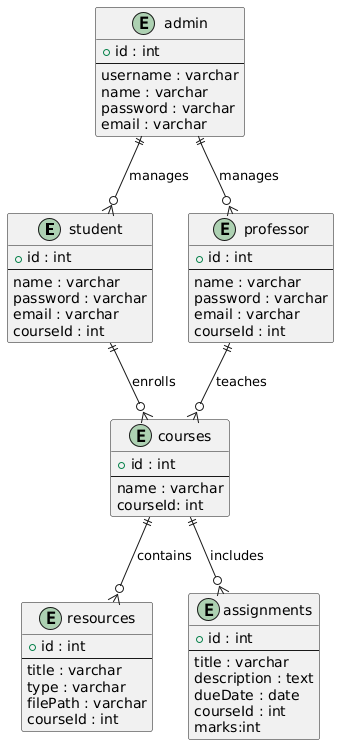 E admin
id : int
username : varchar
name : varchar
password : varchar
email : varchar
manages
manages
E student
id : int
name : varchar
password : varchar
email : varchar
courseId : int
E professor
id : int
name : varchar
password : varchar
email : varchar
courseId : int
enrolls
teaches
E courses
id : int
name : varchar
courseId: int
contains
includes
E resources
id : int
title : varchar
type : varchar
filePath : varchar
courseId : int
E assignments
id : int
title : varchar
description : text
dueDate : date
courseId : int
marks:int